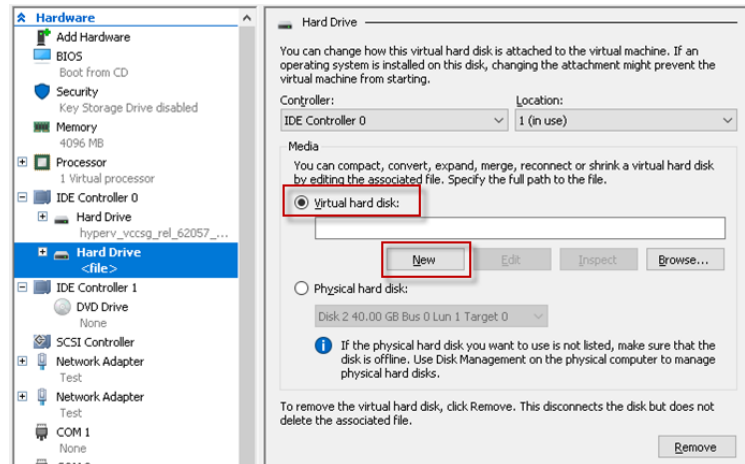 Hardware
Add Hardware
BIOS
Boot from CD
Security
Key Storage Drive disabled
Memory
4096 MB
Processor
1 Virtual processor
IDE Controller 0
Hard Drive
hyperv_vccsg_rel_62057_...
Hard Drive
<file>
IDE Controller 1
DVD Drive
None
SCSI Controller
Network Adapter
Test
Network Adapter
Test
COM 1
None
Hard Drive
You can change how this virtual hard disk is attached to the virtual machine. If an
operating system is installed on this disk, changing the attachment might prevent the
virtual machine from starting.
Controller:
Location:
IDE Controller 0
1 (in use)
Media
You can compact, convert, expand, merge, reconnect or shrink a virtual hard disk
by editing the associated file. Specify the full path to the file.
Virtual hard disk:
New
Edit
Inspect
Browse...
Physical hard disk:
Disk 2 40.00 GB Bus 0 Lun 1 Target 0
If the physical hard disk you want to use is not listed, make sure that the
disk is offline. Use Disk Management on the physical computer to manage
physical hard disks.
To remove the virtual hard disk, click Remove. This disconnects the disk but does not
delete the associated file.
Remove